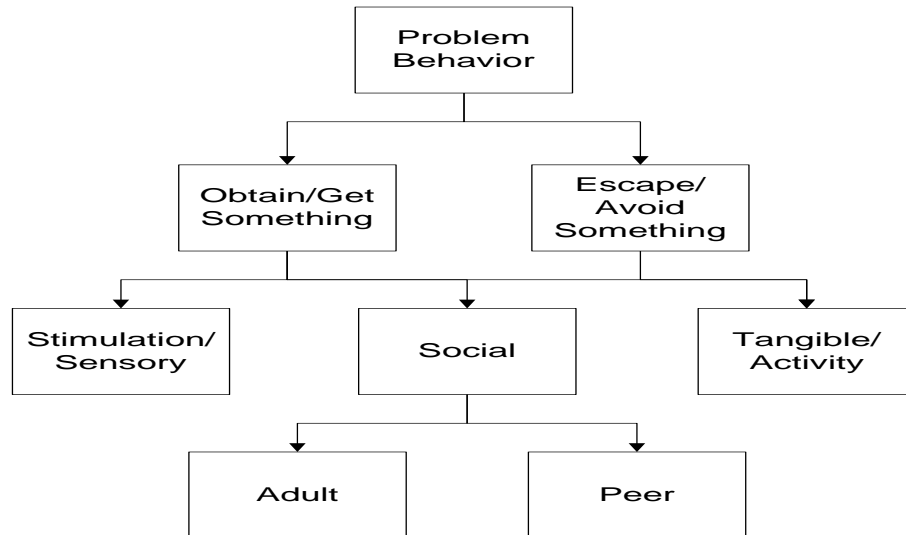 Problem
Behavior
Obtain/Get
Something
Escape/
Avoid
Something
Stimulation/
Sensory
Social
Tangible/
Activity
Adult
Peer